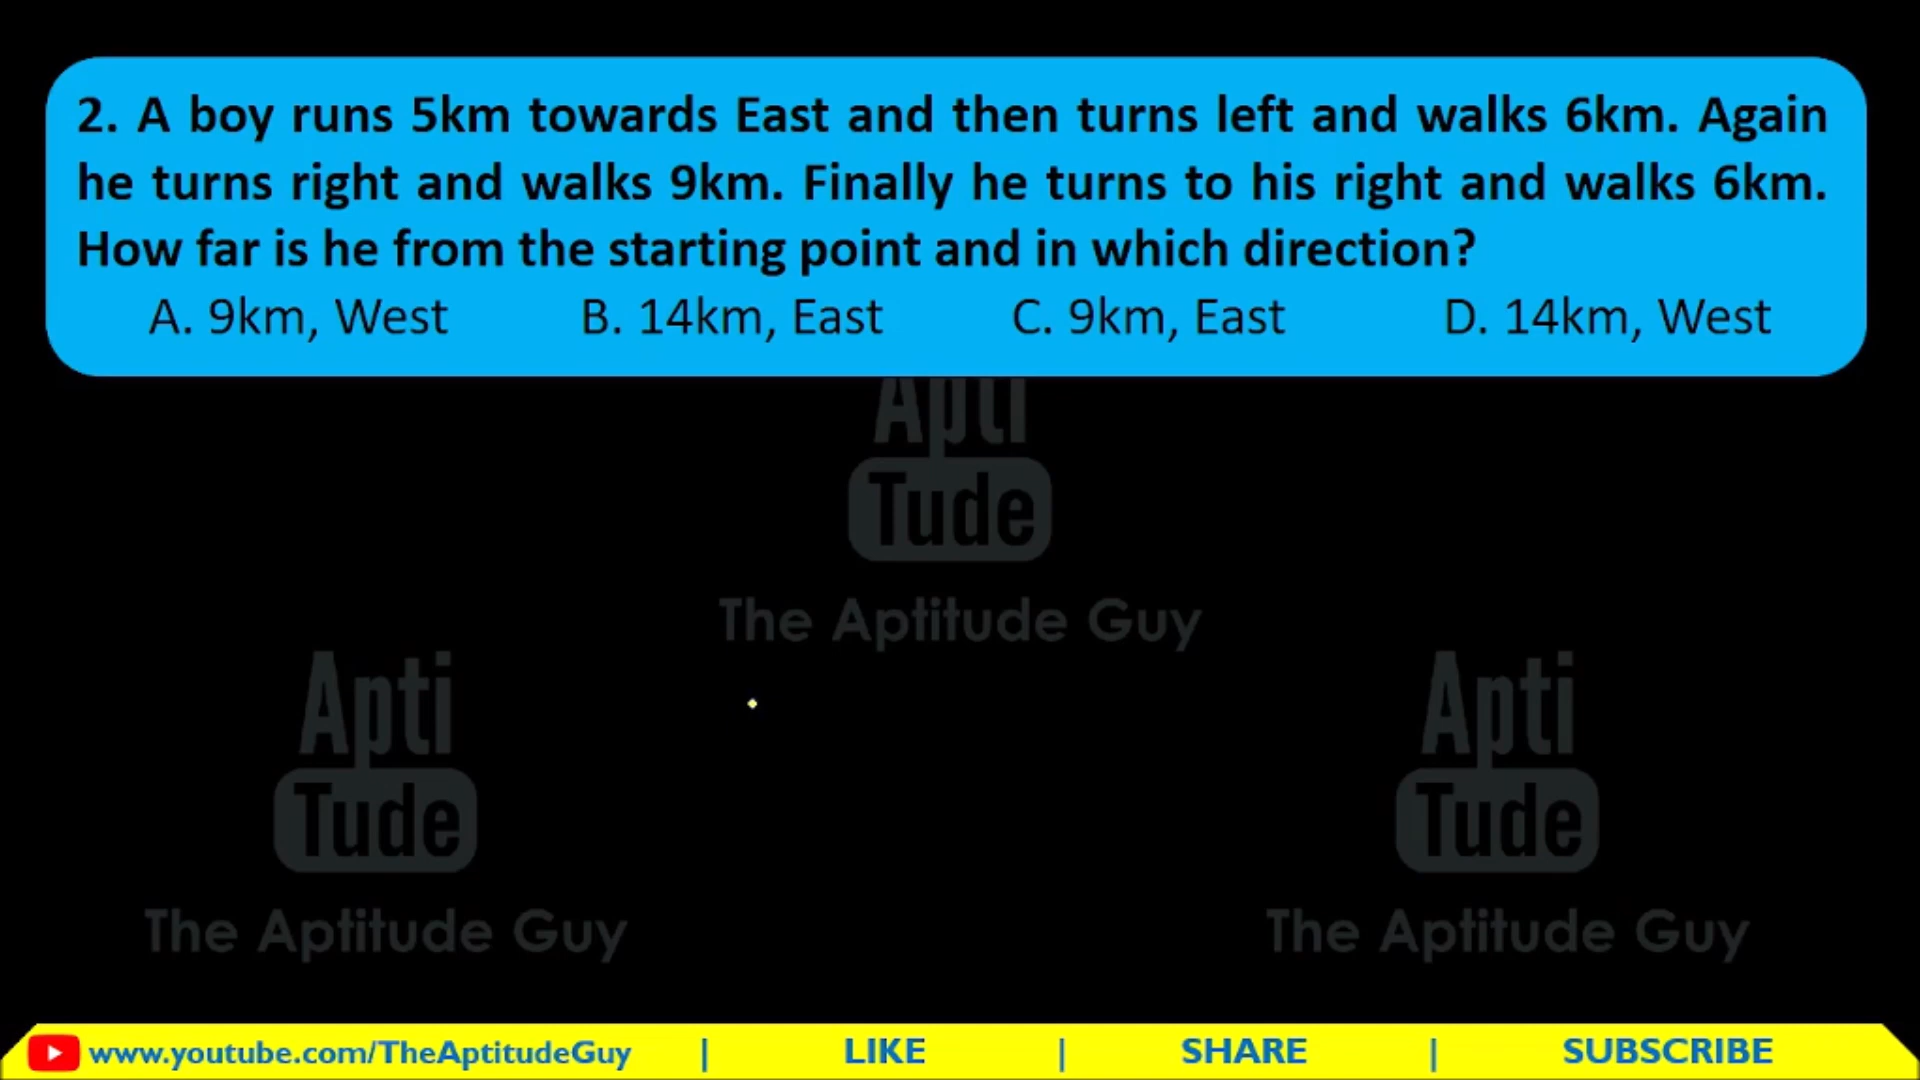 2. A boy runs 5km towards East and then turns left and walks 6km. Again
he turns right and walks 9km. Finally he turns to his right and walks 6km.
How far is he from the starting point and in which direction?
A. 9km, West B. 14km, East C. 9km, East D. 14km, West
Apti
Tude
The Aptitude Guy
Apti
Tude
The Aptitude Guy
Apti
Tude
The Aptitude Guy
www.youtube.com/TheAptitudeGuy | LIKE | SHARE | SUBSCRIBE